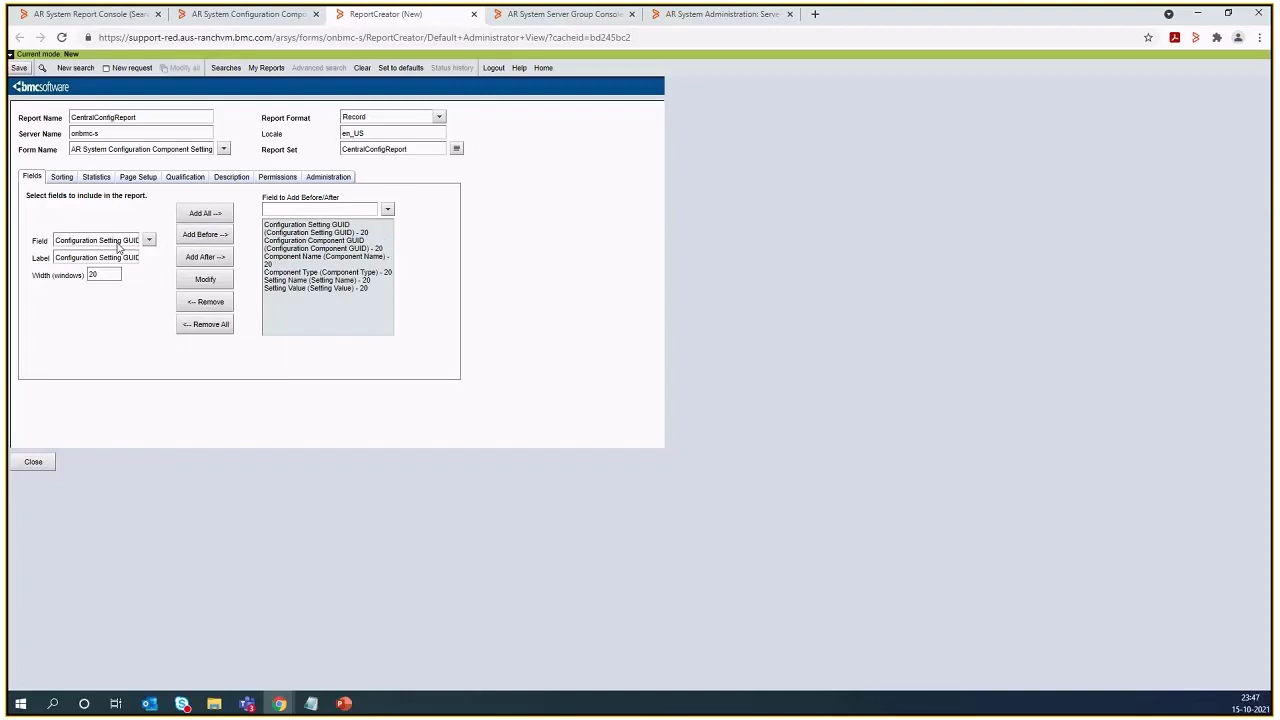 AR System Report Console (Searc
AR System Configuration Compo
ReportCreator (New)
AR System Server Group Console
AR System Administration: Serve
https://support-red.aus-ranchvm.bmc.com/arsys/forms/onbmc-s/ReportCreator/Default+Administrator+View/?cacheid=bd245bc2
Current mode: New
Save
New search
New request
Modify all
Searches
My Reports
Advanced search
Clear
Set to defaults
Status history
Logout
Help
Home
bmcsoftware
Report Name
CentralConfigReport
Report Format
Record
Server Name
onbmc-s
Locale
en_US
Form Name
AR System Configuration Component Setting
Report Set
CentralConfigReport
Fields
Sorting
Statistics
Page Setup
Qualification
Description
Permissions
Administration
Select fields to include in the report.
Field
Configuration Setting GUID
Label
Configuration Setting GUID
Width (windows)
20
Add All -->
Add Before -->
Add After -->
Modify
<-- Remove
<-- Remove All
Field to Add Before/After
Configuration Setting GUID
(Configuration Setting GUID) - 20
Configuration Component GUID
(Configuration Component GUID) - 20
Component Name (Component Name) -
20
Component Type (Component Type) - 20
Setting Name (Setting Name) - 20
Setting Value (Setting Value) - 20
Close
23:47
15-10-2021